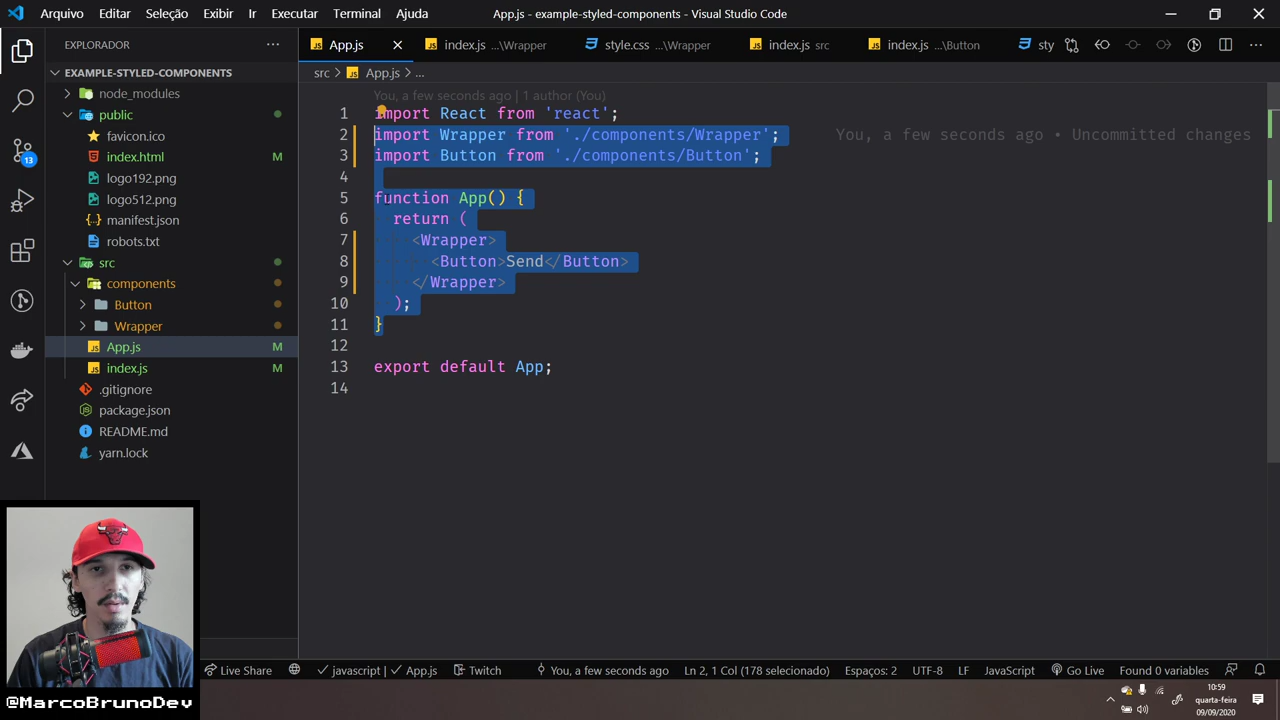 Arquivo Editar Seleção Exibir Ir Executar Terminal Ajuda App.js - example-styled-components - Visual Studio Code
EXPLORADOR
App.js index.js ...\Wrapper style.css ...\Wrapper index.js src index.js ...\Button sty
EXAMPLE-STYLED-COMPONENTS
src > App.js > ...
node_modules
You, a few seconds ago | 1 author (You)
public
1 import React from 'react';
favicon.ico
2 import Wrapper from './components/Wrapper'; You, a few seconds ago • Uncommitted changes
index.html M
3 import Button from './components/Button';
13
logo192.png
4
logo512.png
5 function App() {
manifest.json
6 return (
robots.txt
7 <Wrapper>
src
8 <Button>Send</Button>
components
9 </Wrapper>
Button
10 );
Wrapper
11 }
App.js M
12
index.js M
13 export default App;
.gitignore
14
package.json
README.md
yarn.lock
Live Share javascript | App.js Twitch You, a few seconds ago Ln 2, 1 Col (178 selecionado) Espaços: 2 UTF-8 LF JavaScript Go Live Found 0 variables
@MarcoBrunoDev
10:59
quarta-feira
09/09/2020